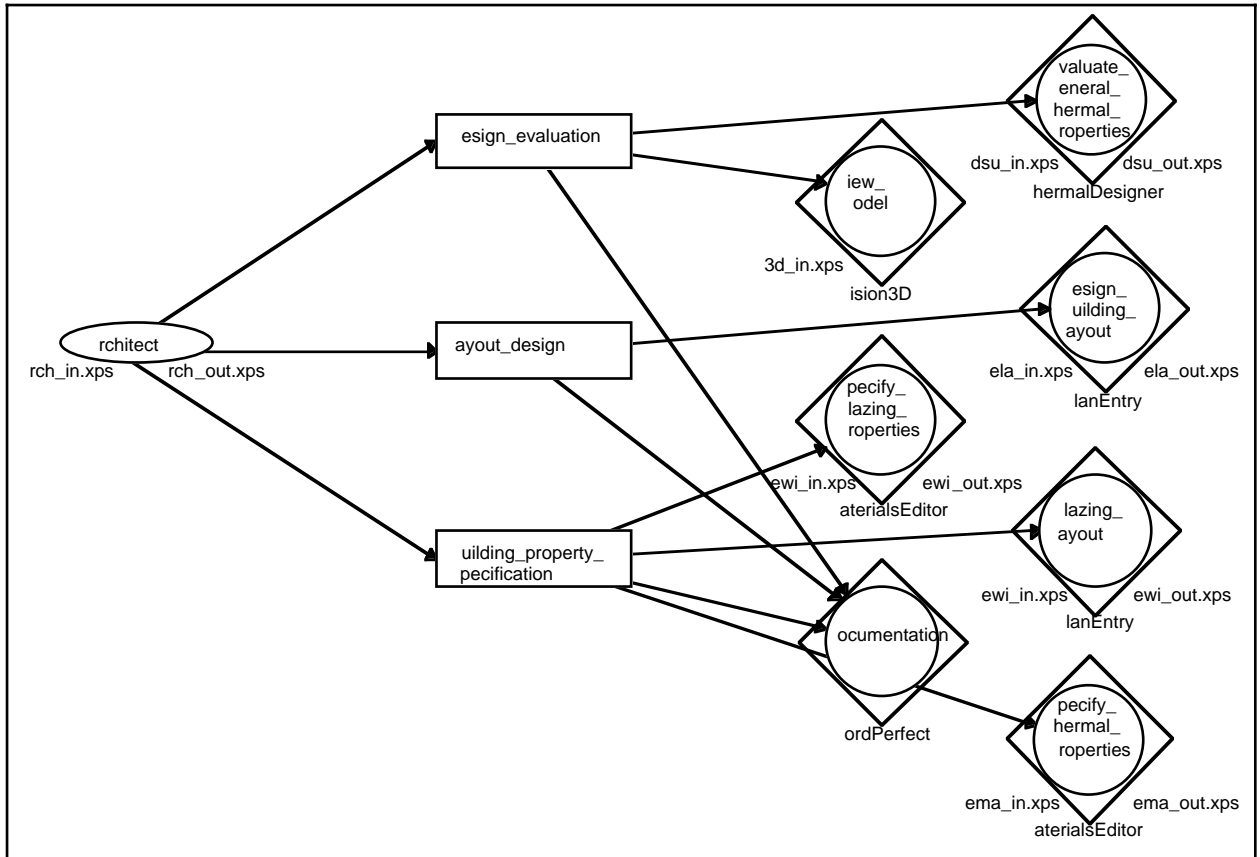 valuate_
eneral_
hermal_
roperties
dsu_in.xps
dsu_out.xps
hermalDesigner
esign_evaluation
iew_
odel
3d_in.xps
ision3D
esign_
uilding_
ayout
ela_in.xps
ela_out.xps
lanEntry
rchitect
rch_in.xps
rch_out.xps
ayout_design
pecify_
lazing_
roperties
ewi_in.xps
ewi_out.xps
aterialsEditor
lazing_
ayout
ewi_in.xps
ewi_out.xps
lanEntry
uilding_property_
pecification
ocumentation
ordPerfect
pecify_
hermal_
roperties
ema_in.xps
ema_out.xps
aterialsEditor